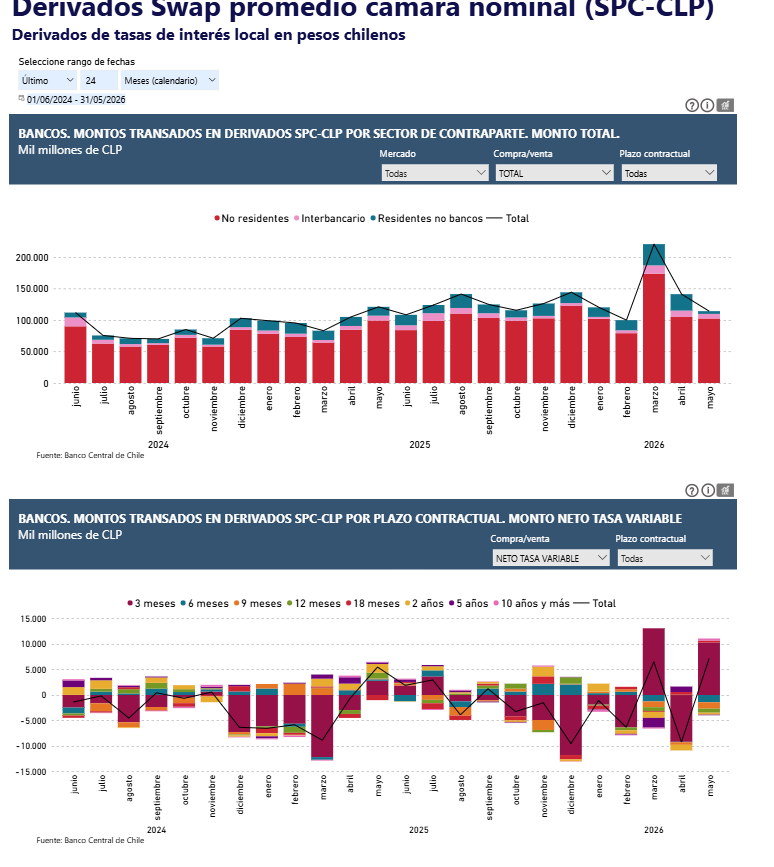 Derivados Swap promedio cámara nominal (SPC-CLP)
Derivados de tasas de interés local en pesos chilenos
Seleccione rango de fechas
Último 24 Meses (calendario)
01/06/2024 - 31/05/2026
BANCOS. MONTOS TRANSADOS EN DERIVADOS SPC-CLP POR SECTOR DE CONTRAPARTE. MONTO TOTAL.
Mil millones de CLP
Mercado Compra/venta Plazo contractual
Todas TOTAL Todas
No residentes Interbancario Residentes no bancos Total
200.000
150.000
100.000
50.000
0
junio julio agosto septiembre octubre noviembre diciembre enero febrero marzo abril mayo junio julio agosto septiembre octubre noviembre diciembre enero febrero marzo abril mayo
2024 2025 2026
Fuente: Banco Central de Chile
BANCOS. MONTOS TRANSADOS EN DERIVADOS SPC-CLP POR PLAZO CONTRACTUAL. MONTO NETO TASA VARIABLE
Mil millones de CLP
Compra/venta Plazo contractual
NETO TASA VARIABLE Todas
3 meses 6 meses 9 meses 12 meses 18 meses 2 años 5 años 10 años y más Total
15.000
10.000
5.000
0
-5.000
-10.000
-15.000
junio julio agosto septiembre octubre noviembre diciembre enero febrero marzo abril mayo junio julio agosto septiembre octubre noviembre diciembre enero febrero marzo abril mayo
2024 2025 2026
Fuente: Banco Central de Chile